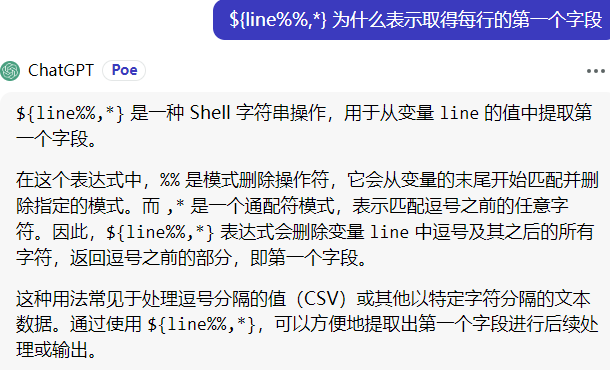 ${line%%,*} 为什么表示取得每行的第一个字段
ChatGPT Poe
${line%%,*} 是一种 Shell 字符串操作，用于从变量 line 的值中提取第
一个字段。
在这个表达式中，%% 是模式删除操作符，它会从变量的末尾开始匹配并删
除指定的模式。而 ,* 是一个通配符模式，表示匹配逗号之前的任意字
符。因此，${line%%,*} 表达式会删除变量 line 中逗号及其之后的所有
字符，返回逗号之前的部分，即第一个字段。
这种用法常见于处理逗号分隔的值（CSV）或其他以特定字符分隔的文本
数据。通过使用 ${line%%,*}，可以方便地提取出第一个字段进行后续处
理或输出。